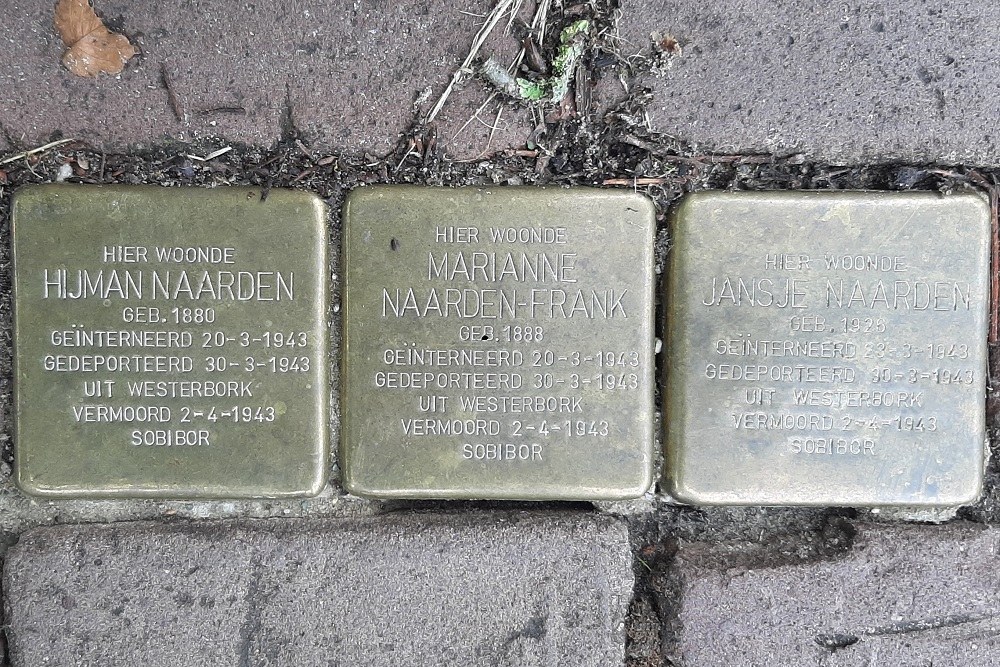 HIER WOONDE
HIJMAN NAARDEN
GEB. 1880
GEÏNTERNEERD 20-3-1943
GEDEPORTEERD 30-3-1943
UIT WESTERBORK
VERMOORD 2-4-1943
SOBIBOR
HIER WOONDE
MARIANNE
NAARDEN-FRANK
GEB. 1888
GEÏNTERNEERD 20-3-1943
GEDEPORTEERD 30-3-1943
UIT WESTERBORK
VERMOORD 2-4-1943
SOBIBOR
HIER WOONDE
JANSJE NAARDEN
GEB. 1926
GEÏNTERNEERD 23-3-1943
GEDEPORTEERD 30-3-1943
UIT WESTERBORK
VERMOORD 2-4-1943
SOBIBOR